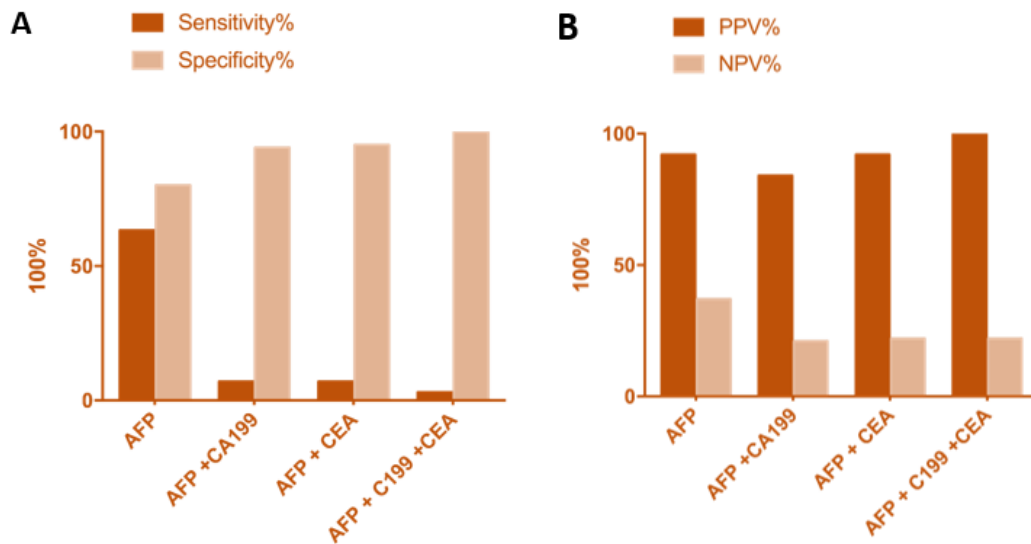 A
Sensitivity%
Specificity%
100%
100
50
0
AFP
AFP +CA199
AFP + CEA
AFP + C199 +CEA
B
PPV%
NPV%
100%
100
50
0
AFP
AFP +CA199
AFP + CEA
AFP + C199 +CEA